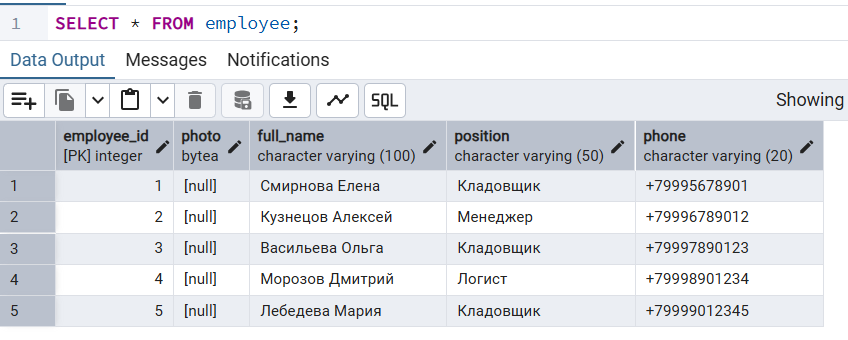 1 SELECT * FROM employee;
Data Output Messages Notifications
SQL Showing
employee_id photo full_name position phone
[PK] integer bytea character varying (100) character varying (50) character varying (20)
1 1 [null] Смирнова Елена Кладовщик +79995678901
2 2 [null] Кузнецов Алексей Менеджер +79996789012
3 3 [null] Васильева Ольга Кладовщик +79997890123
4 4 [null] Морозов Дмитрий Логист +79998901234
5 5 [null] Лебедева Мария Кладовщик +79999012345